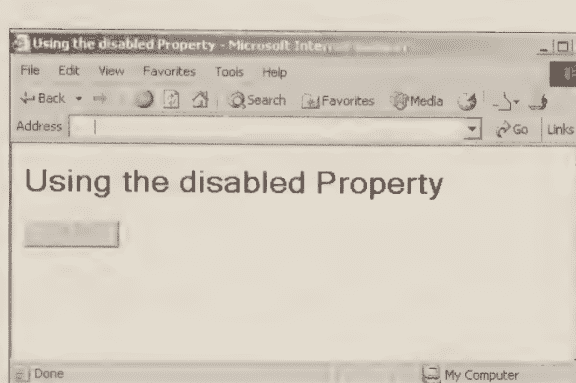 Using the disabled Property - Microsoft
File Edit View Favorites Tools Help
Back Search Favorites Media
Address Go Links
Using the disabled Property
Done My Computer